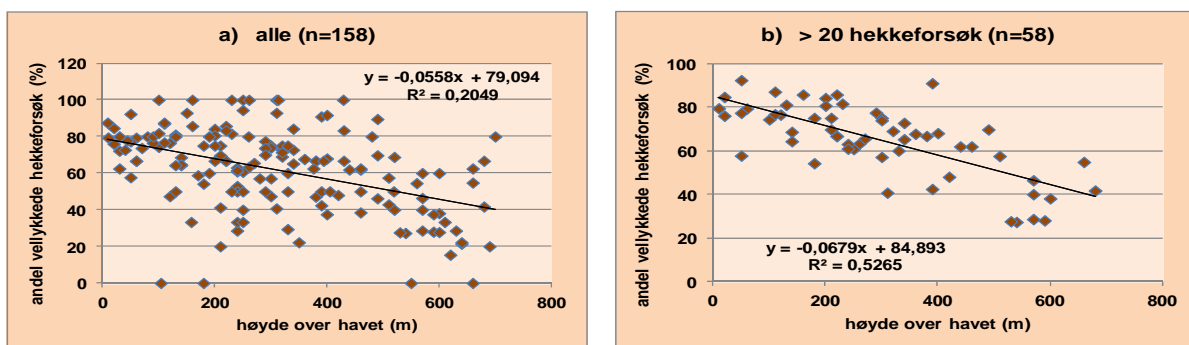 a) alle (n=158)
andel vellykkede hekkeforsøk (%)
120
100
80
60
40
20
0
y = -0,0558x + 79,094
R² = 0,2049
0 200 400 600 800
høyde over havet (m)
b) > 20 hekkeforsøk (n=58)
andel vellykkede hekkeforsøk (%)
100
80
60
40
20
0
y = -0,0679x + 84,893
R² = 0,5265
0 200 400 600 800
høyde over havet (m)